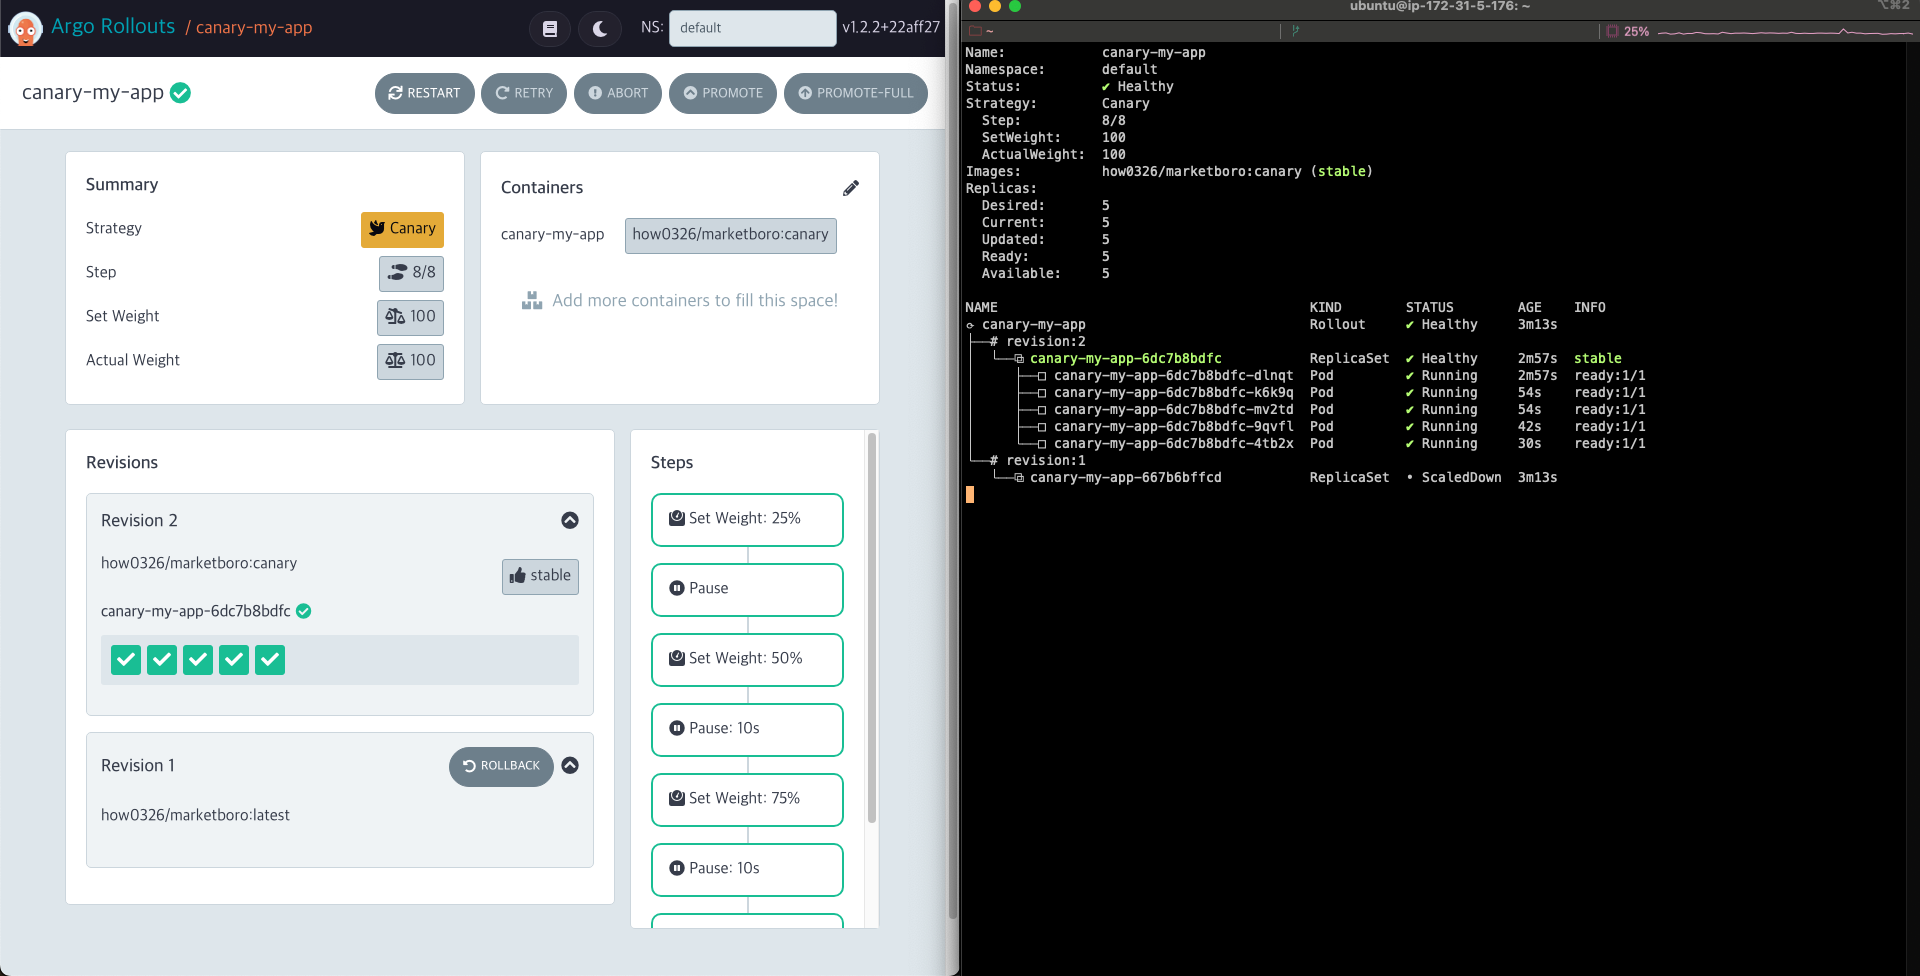 Argo Rollouts / canary-my-app
NS: default v1.2.2+22aff27
canary-my-app
RESTART RETRY ABORT PROMOTE PROMOTE-FULL
Summary
Strategy Canary
Step 8/8
Set Weight 100
Actual Weight 100
Containers
canary-my-app how0326/marketboro:canary
Add more containers to fill this space!
Revisions
Revision 2
how0326/marketboro:canary
stable
canary-my-app-6dc7b8bdfc
Revision 1 ROLLBACK
how0326/marketboro:latest
Steps
Set Weight: 25%
Pause
Set Weight: 50%
Pause: 10s
Set Weight: 75%
Pause: 10s
ubuntu@ip-172-31-5-176: ~ ⌥⌘2
~ 25%
Name: canary-my-app
Namespace: default
Status: ✔ Healthy
Strategy: Canary
Step: 8/8
SetWeight: 100
ActualWeight: 100
Images: how0326/marketboro:canary (stable)
Replicas:
Desired: 5
Current: 5
Updated: 5
Ready: 5
Available: 5
NAME KIND STATUS AGE INFO
⟳ canary-my-app Rollout ✔ Healthy 3m13s
├──# revision:2
│ └──⧉ canary-my-app-6dc7b8bdfc ReplicaSet ✔ Healthy 2m57s stable
│ ├──□ canary-my-app-6dc7b8bdfc-dlnqt Pod ✔ Running 2m57s ready:1/1
│ ├──□ canary-my-app-6dc7b8bdfc-k6k9q Pod ✔ Running 54s ready:1/1
│ ├──□ canary-my-app-6dc7b8bdfc-mv2td Pod ✔ Running 54s ready:1/1
│ ├──□ canary-my-app-6dc7b8bdfc-9qvfl Pod ✔ Running 42s ready:1/1
│ └──□ canary-my-app-6dc7b8bdfc-4tb2x Pod ✔ Running 30s ready:1/1
└──# revision:1
└──⧉ canary-my-app-667b6bffcd ReplicaSet • ScaledDown 3m13s